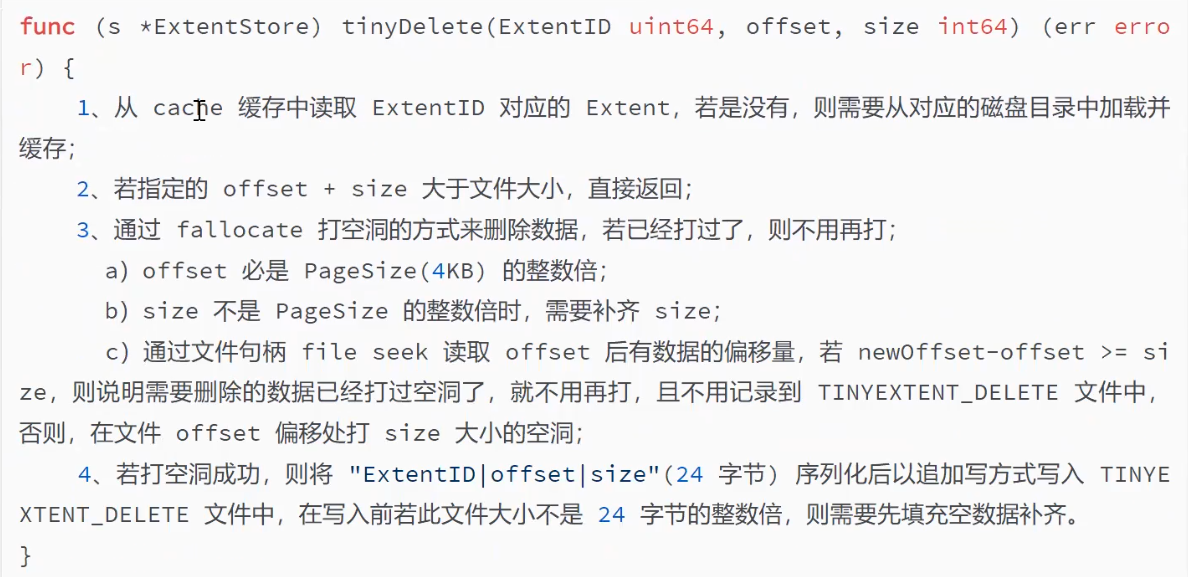 func (s *ExtentStore) tinyDelete(ExtentID uint64, offset, size int64) (err erro
r) {
1、从 cache 缓存中读取 ExtentID 对应的 Extent，若是没有，则需要从对应的磁盘目录中加载并
缓存；
2、若指定的 offset + size 大于文件大小，直接返回；
3、通过 fallocate 打空洞的方式来删除数据，若已经打过了，则不用再打；
a) offset 必是 PageSize(4KB) 的整数倍；
b) size 不是 PageSize 的整数倍时，需要补齐 size；
c) 通过文件句柄 file seek 读取 offset 后有数据的偏移量，若 newOffset-offset >= si
ze，则说明需要删除的数据已经打过空洞了，就不用再打，且不用记录到 TINYEXTENT_DELETE 文件中，
否则，在文件 offset 偏移处打 size 大小的空洞；
4、若打空洞成功，则将 "ExtentID|offset|size"(24 字节) 序列化后以追加写方式写入 TINYE
XTENT_DELETE 文件中，在写入前若此文件大小不是 24 字节的整数倍，则需要先填充空数据补齐。
}